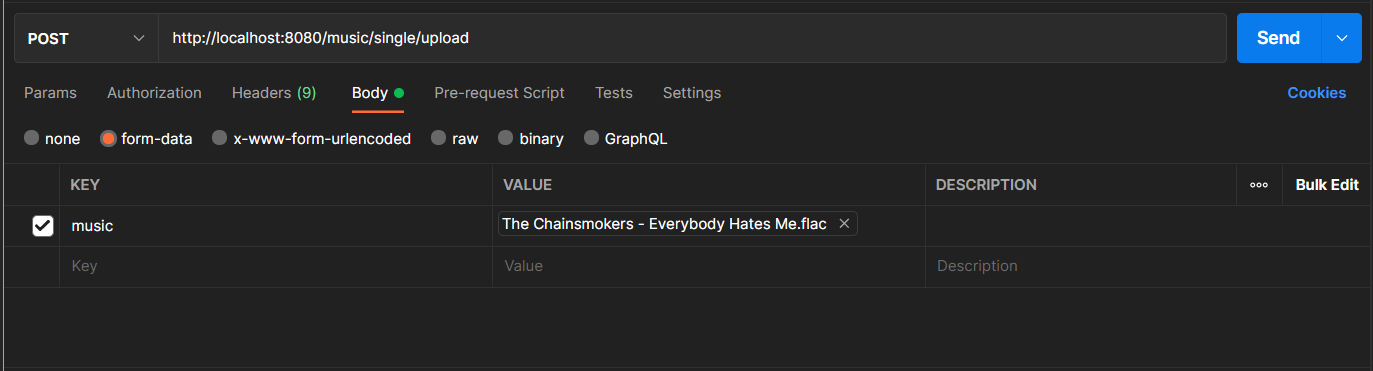 POST http://localhost:8080/music/single/upload Send
Params Authorization Headers (9) Body Pre-request Script Tests Settings Cookies
none form-data x-www-form-urlencoded raw binary GraphQL
KEY VALUE DESCRIPTION ooo Bulk Edit
music The Chainsmokers - Everybody Hates Me.flac ×
Key Value Description